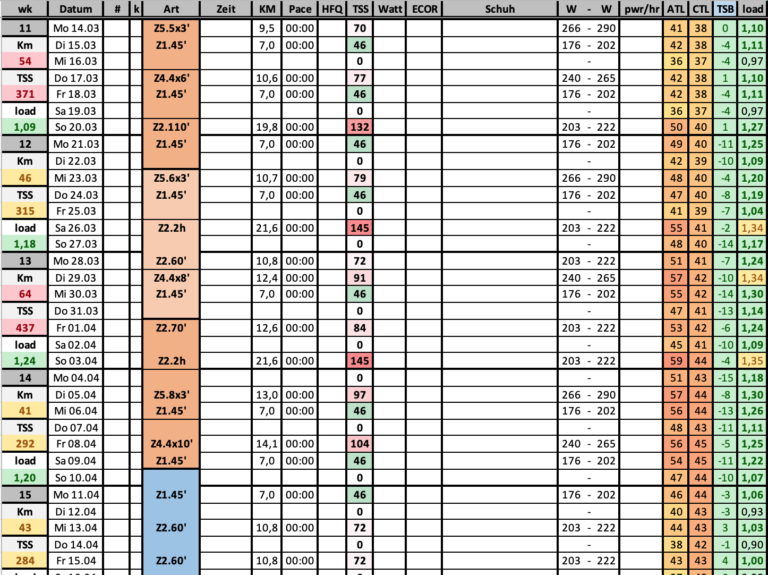 wk Datum # k Art Zeit KM Pace HFQ TSS Watt ECOR Schuh W - W pwr/hr ATL CTL TSB load
11 Mo 14.03 Z5.5x3' 9,5 00:00 70 266 - 290 41 38 0 1,10
Km Di 15.03 Z1.45' 7,0 00:00 46 176 - 202 42 38 -4 1,11
54 Mi 16.03 0 - 36 37 -4 0,97
TSS Do 17.03 Z4.4x6' 10,6 00:00 77 240 - 265 42 38 1 1,10
371 Fr 18.03 Z1.45' 7,0 00:00 46 176 - 202 42 38 -4 1,11
load Sa 19.03 0 - 36 37 -4 0,97
1,09 So 20.03 Z2.110' 19,8 00:00 132 203 - 222 50 40 1 1,27
12 Mo 21.03 Z1.45' 7,0 00:00 46 176 - 202 49 40 -11 1,25
Km Di 22.03 0 - 42 39 -10 1,09
46 Mi 23.03 Z5.6x3' 10,7 00:00 79 266 - 290 48 40 -4 1,20
TSS Do 24.03 Z1.45' 7,0 00:00 46 176 - 202 47 40 -8 1,19
315 Fr 25.03 0 - 41 39 -7 1,04
load Sa 26.03 Z2.2h 21,6 00:00 145 203 - 222 55 41 -2 1,34
1,18 So 27.03 0 - 48 40 -14 1,17
13 Mo 28.03 Z2.60' 10,8 00:00 72 203 - 222 51 41 -7 1,24
Km Di 29.03 Z4.4x8' 12,4 00:00 91 240 - 265 57 42 -10 1,34
64 Mi 30.03 Z1.45' 7,0 00:00 46 176 - 202 55 42 -14 1,30
TSS Do 31.03 0 - 47 41 -13 1,14
437 Fr 01.04 Z2.70' 12,6 00:00 84 203 - 222 53 42 -6 1,24
load Sa 02.04 0 - 45 41 -10 1,09
1,24 So 03.04 Z2.2h 21,6 00:00 145 203 - 222 59 44 -4 1,35
14 Mo 04.04 0 - 51 43 -15 1,18
Km Di 05.04 Z5.8x3' 13,0 00:00 97 266 - 290 57 44 -8 1,30
41 Mi 06.04 Z1.45' 7,0 00:00 46 176 - 202 56 44 -13 1,26
TSS Do 07.04 0 - 48 43 -11 1,11
292 Fr 08.04 Z4.4x10' 14,1 00:00 104 240 - 265 56 45 -5 1,25
load Sa 09.04 Z1.45' 7,0 00:00 46 176 - 202 54 45 -11 1,22
1,20 So 10.04 0 - 47 44 -10 1,07
15 Mo 11.04 Z1.45' 7,0 00:00 46 176 - 202 46 44 -3 1,06
Km Di 12.04 0 - 40 43 -3 0,93
43 Mi 13.04 Z2.60' 10,8 00:00 72 203 - 222 44 43 3 1,03
TSS Do 14.04 0 - 38 42 -1 0,90
284 Fr 15.04 Z2.60' 10,8 00:00 72 203 - 222 43 43 4 1,00